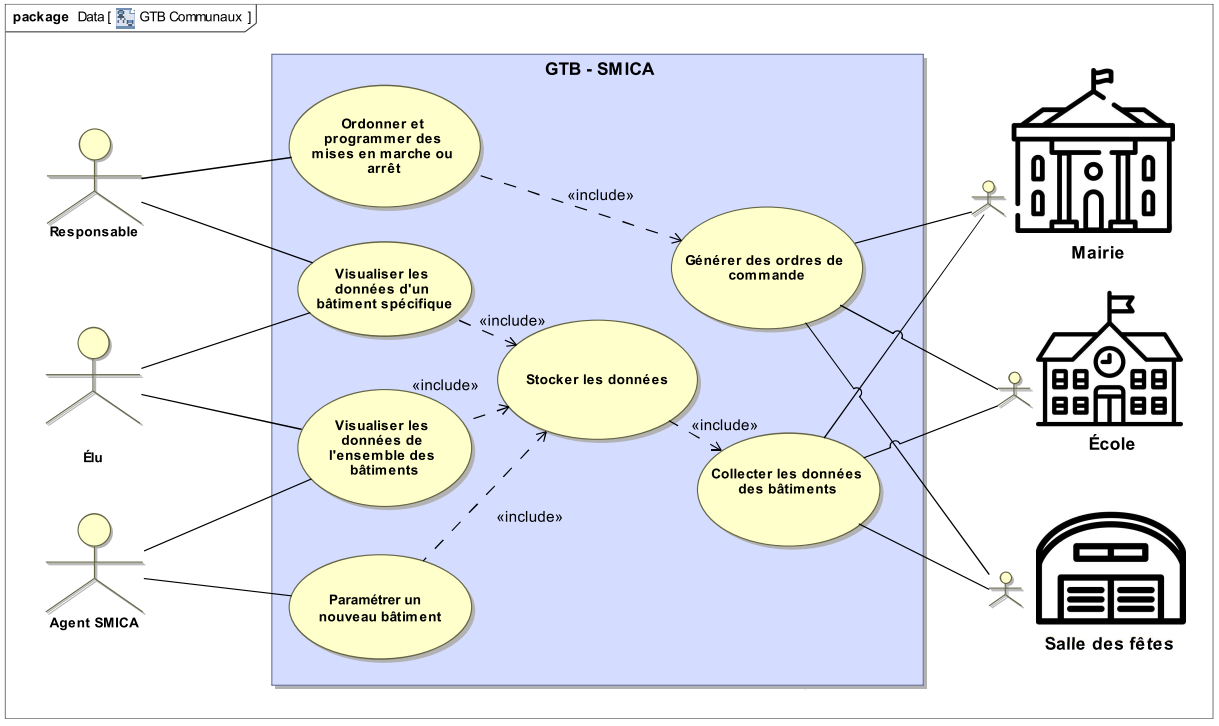 package Data [ GTB Communaux ]
GTB - SMICA
Ordonner et
programmer des
mises en marche ou
arrêt
«include»
Responsable
Générer des ordres de
commande
Mairie
Visualiser les
données d'un
bâtiment spécifique
«include»
Stocker les données
«include»
Élu
Visualiser les
données de
l'ensemble des
bâtiments
«include»
École
Collecter les données
des bâtiments
«include»
Paramétrer un
nouveau bâtiment
Agent SMICA
Salle des fêtes